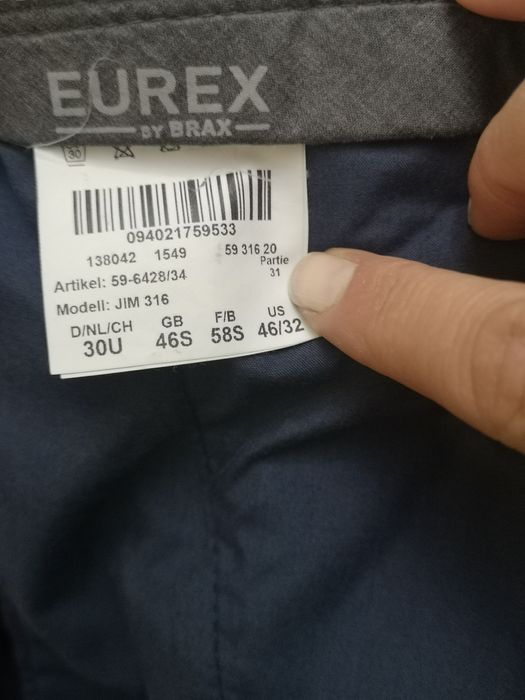 EUREX
BY BRAX
30
094021759533
138042 1549 59 316 20
Partie
31
Artikel: 59-6428/34
Modell: JIM 316
D/NL/CH GB F/B US
30U 46S 58S 46/32